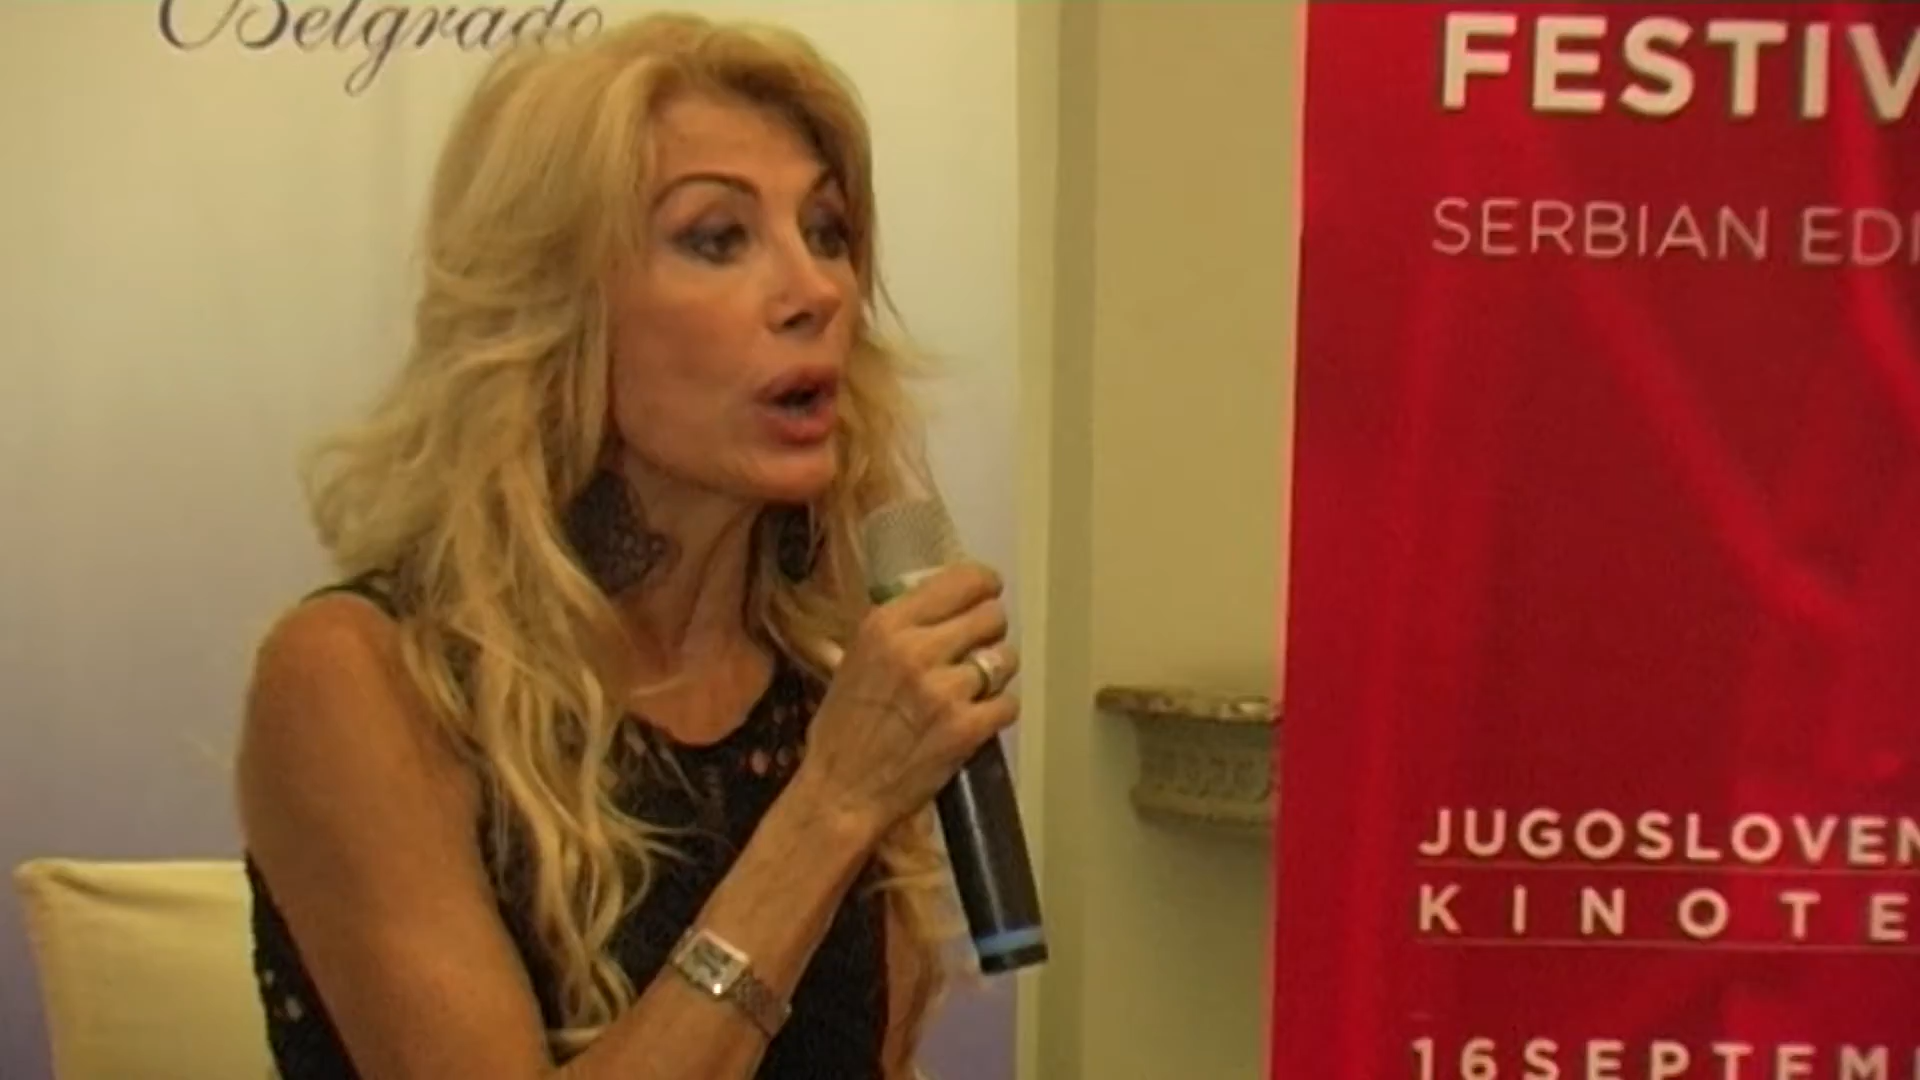 Belgrado
FESTIV
SERBIAN EDI
JUGOSLOVEN
KINOTE
16SEPTEM